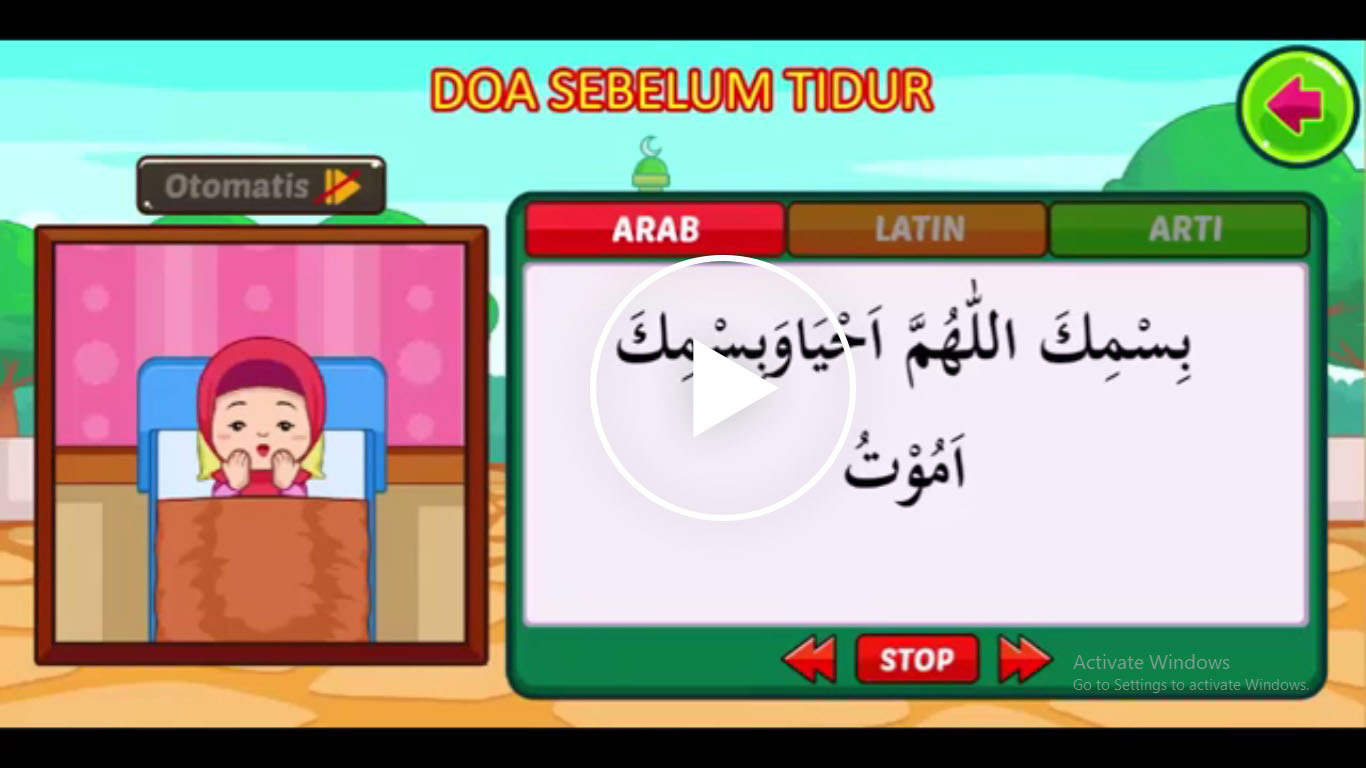 DOA SEBELUM TIDUR
Otomatis
ARAB
LATIN
ARTI
بِسْمِكَ اللّٰهُمَّ اَحْيَاوَبِسْمِكَ
اَمُوْتُ
STOP
Activate Windows
Go to Settings to activate Windows.